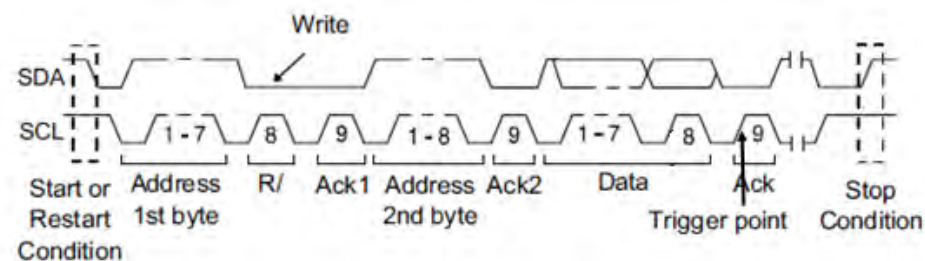 Write
SDA
SCL
1 - 7 8 9 1 - 8 9 1 - 7 8 9
Start or Restart Condition
Address 1st byte
R/
Ack1
Address 2nd byte
Ack2
Data
Ack
Trigger point
Stop Condition